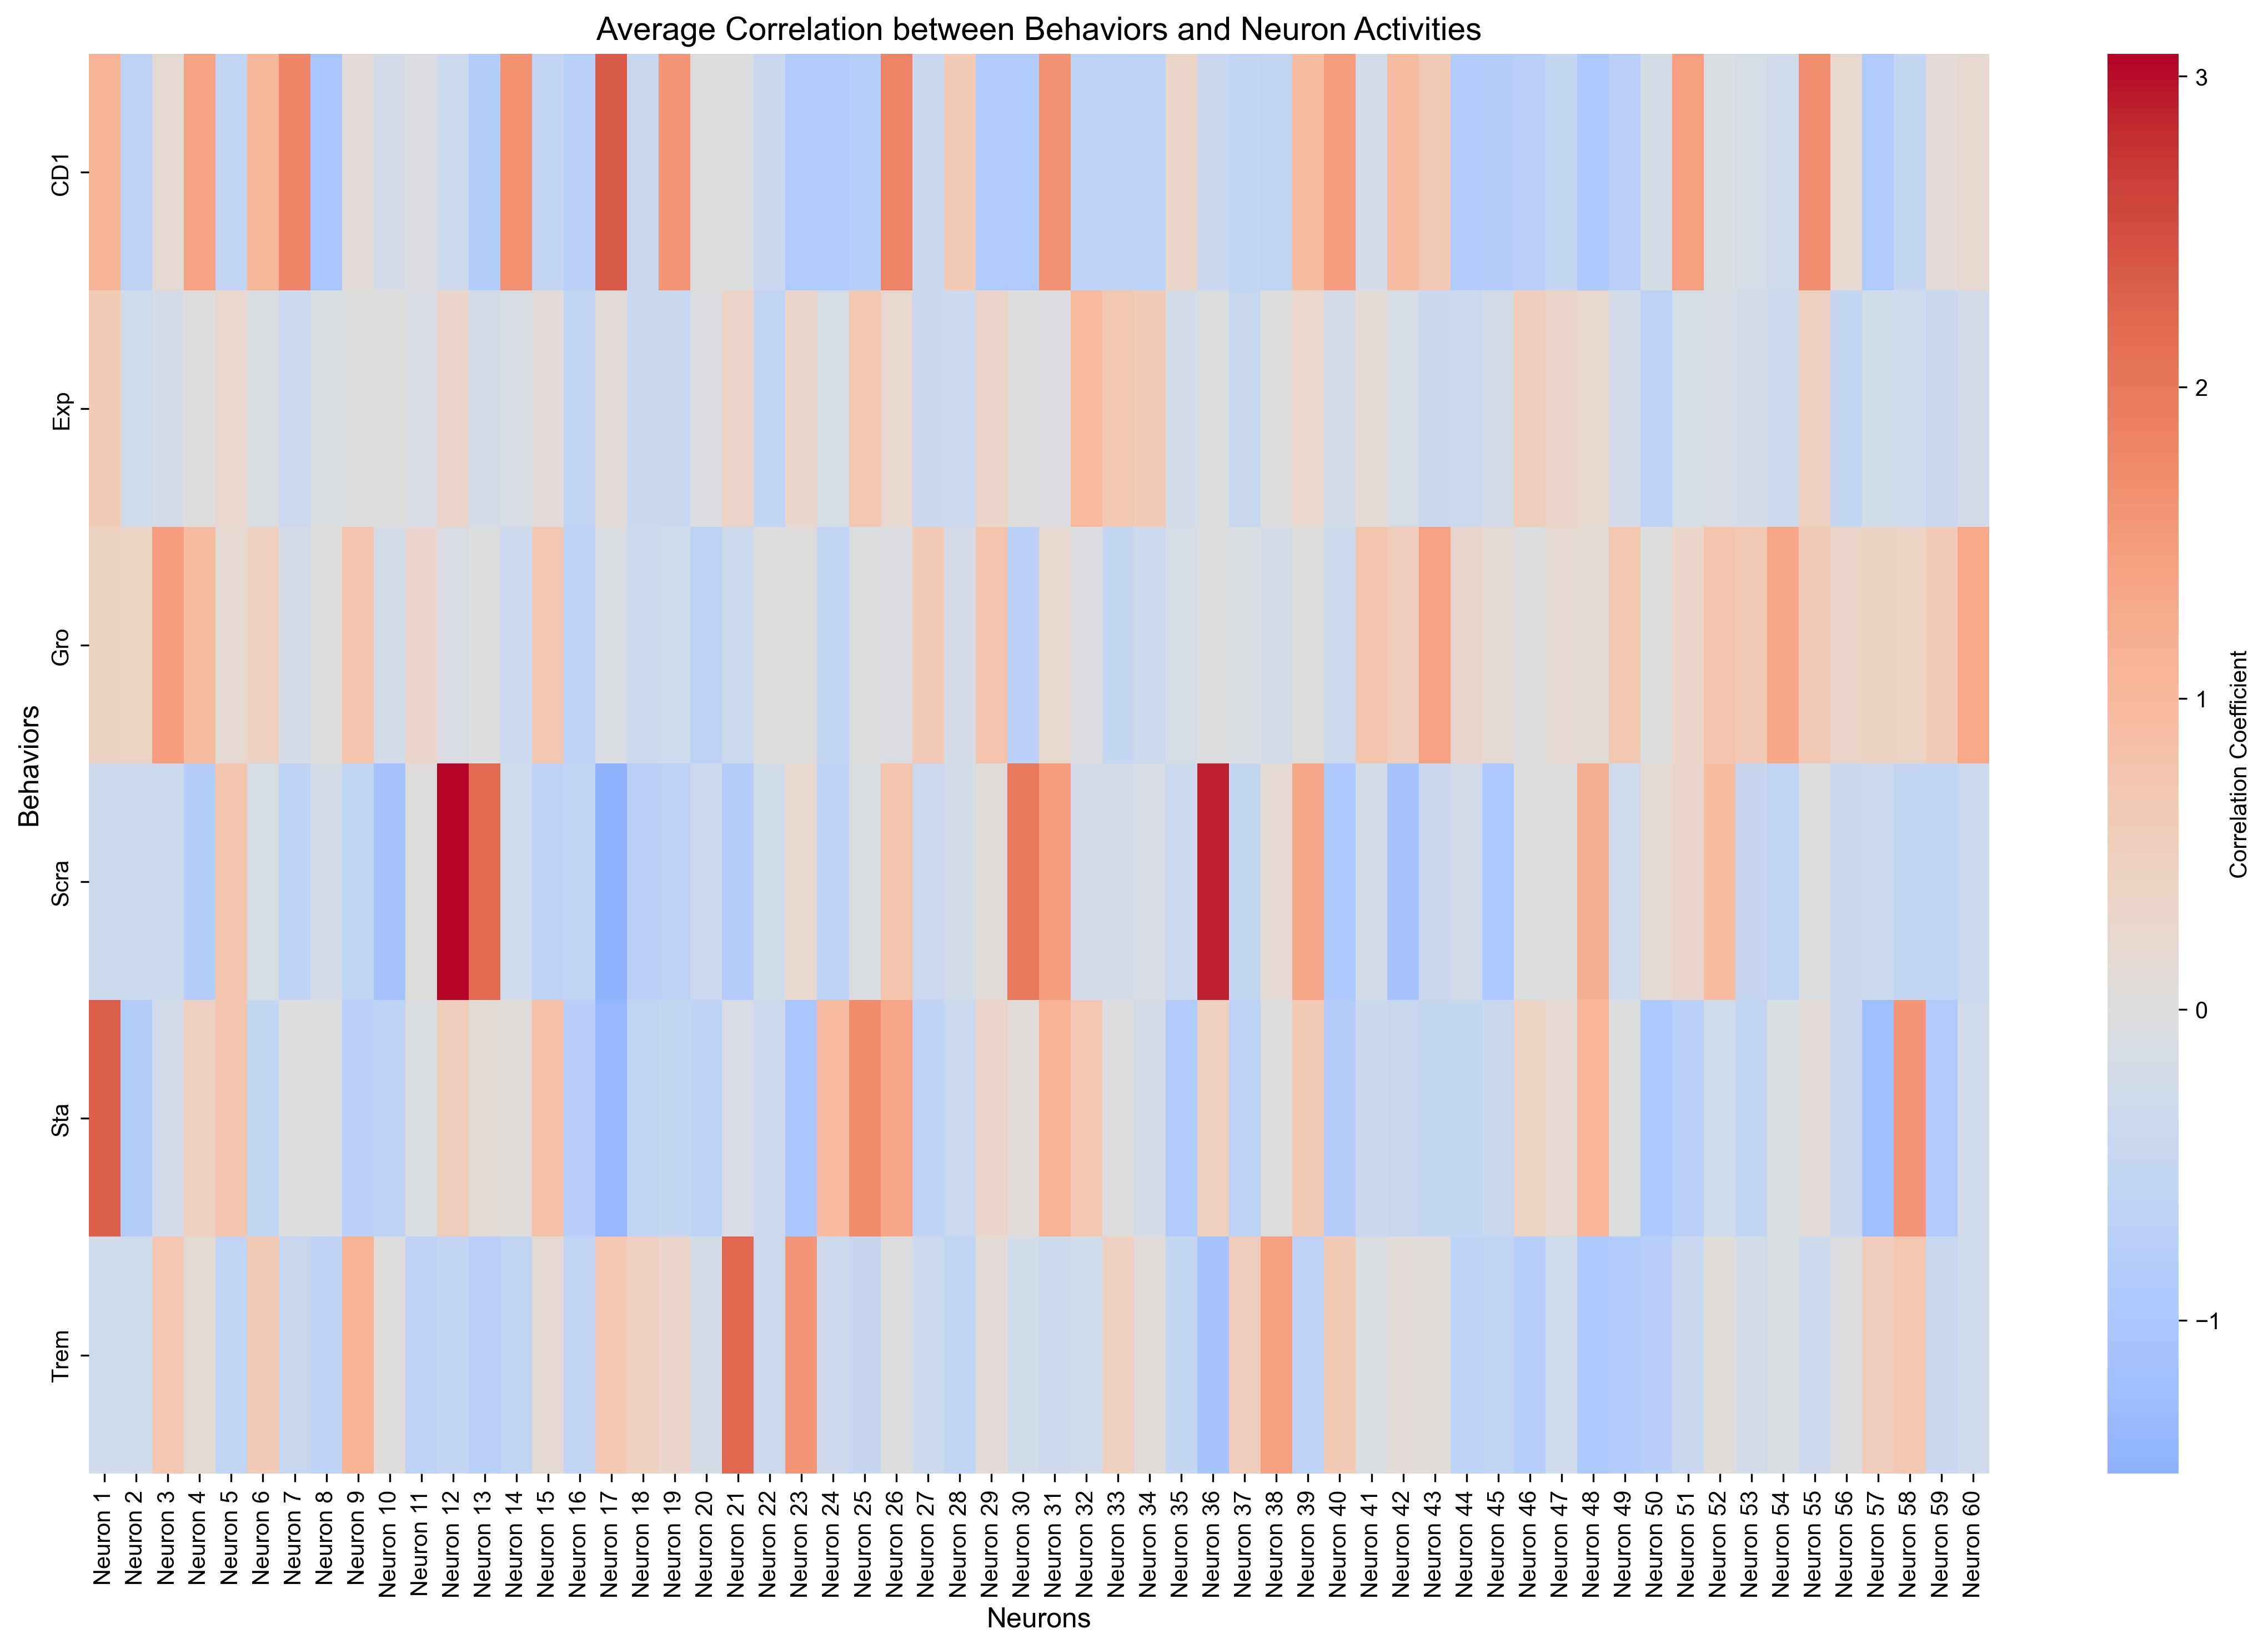 Average Correlation between Behaviors and Neuron Activities
Behaviors
CD1
Exp
Gro
Scra
Sta
Trem
Neuron 1
Neuron 2
Neuron 3
Neuron 4
Neuron 5
Neuron 6
Neuron 7
Neuron 8
Neuron 9
Neuron 10
Neuron 11
Neuron 12
Neuron 13
Neuron 14
Neuron 15
Neuron 16
Neuron 17
Neuron 18
Neuron 19
Neuron 20
Neuron 21
Neuron 22
Neuron 23
Neuron 24
Neuron 25
Neuron 26
Neuron 27
Neuron 28
Neuron 29
Neuron 30
Neuron 31
Neuron 32
Neuron 33
Neuron 34
Neuron 35
Neuron 36
Neuron 37
Neuron 38
Neuron 39
Neuron 40
Neuron 41
Neuron 42
Neuron 43
Neuron 44
Neuron 45
Neuron 46
Neuron 47
Neuron 48
Neuron 49
Neuron 50
Neuron 51
Neuron 52
Neuron 53
Neuron 54
Neuron 55
Neuron 56
Neuron 57
Neuron 58
Neuron 59
Neuron 60
Neurons
3
2
1
0
−1
Correlation Coefficient